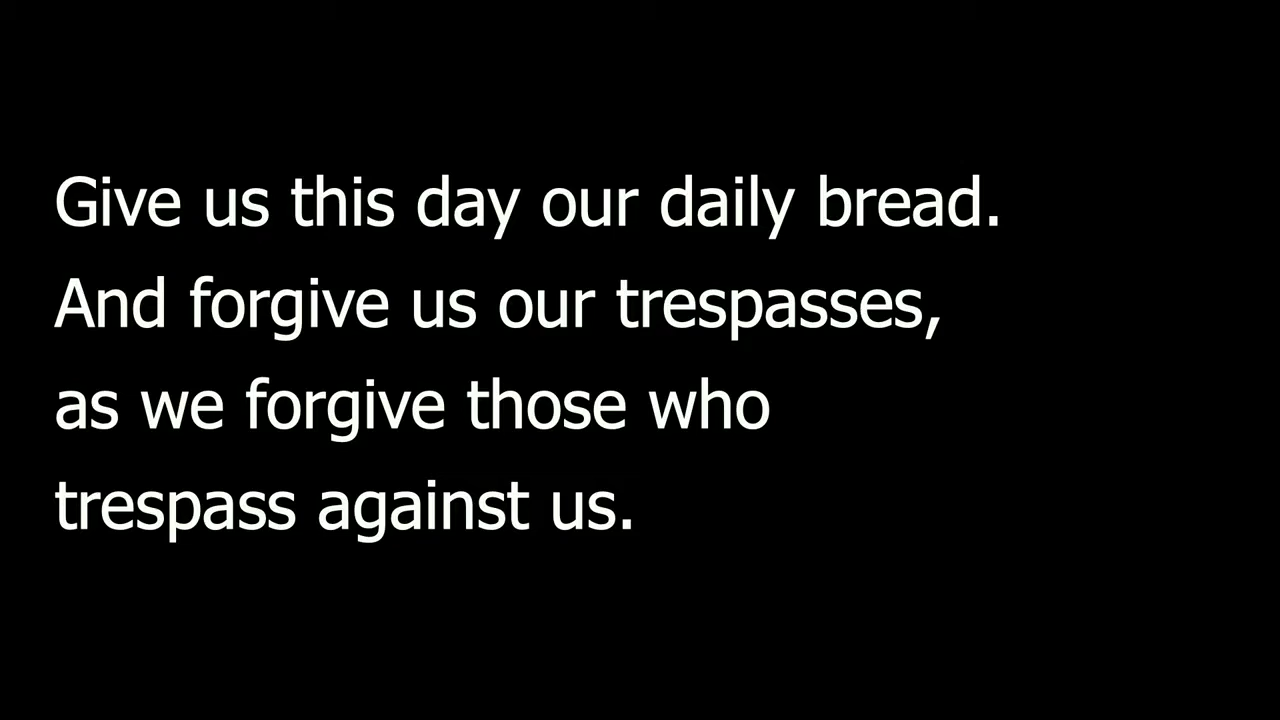 Give us this day our daily bread.
And forgive us our trespasses,
as we forgive those who
trespass against us.